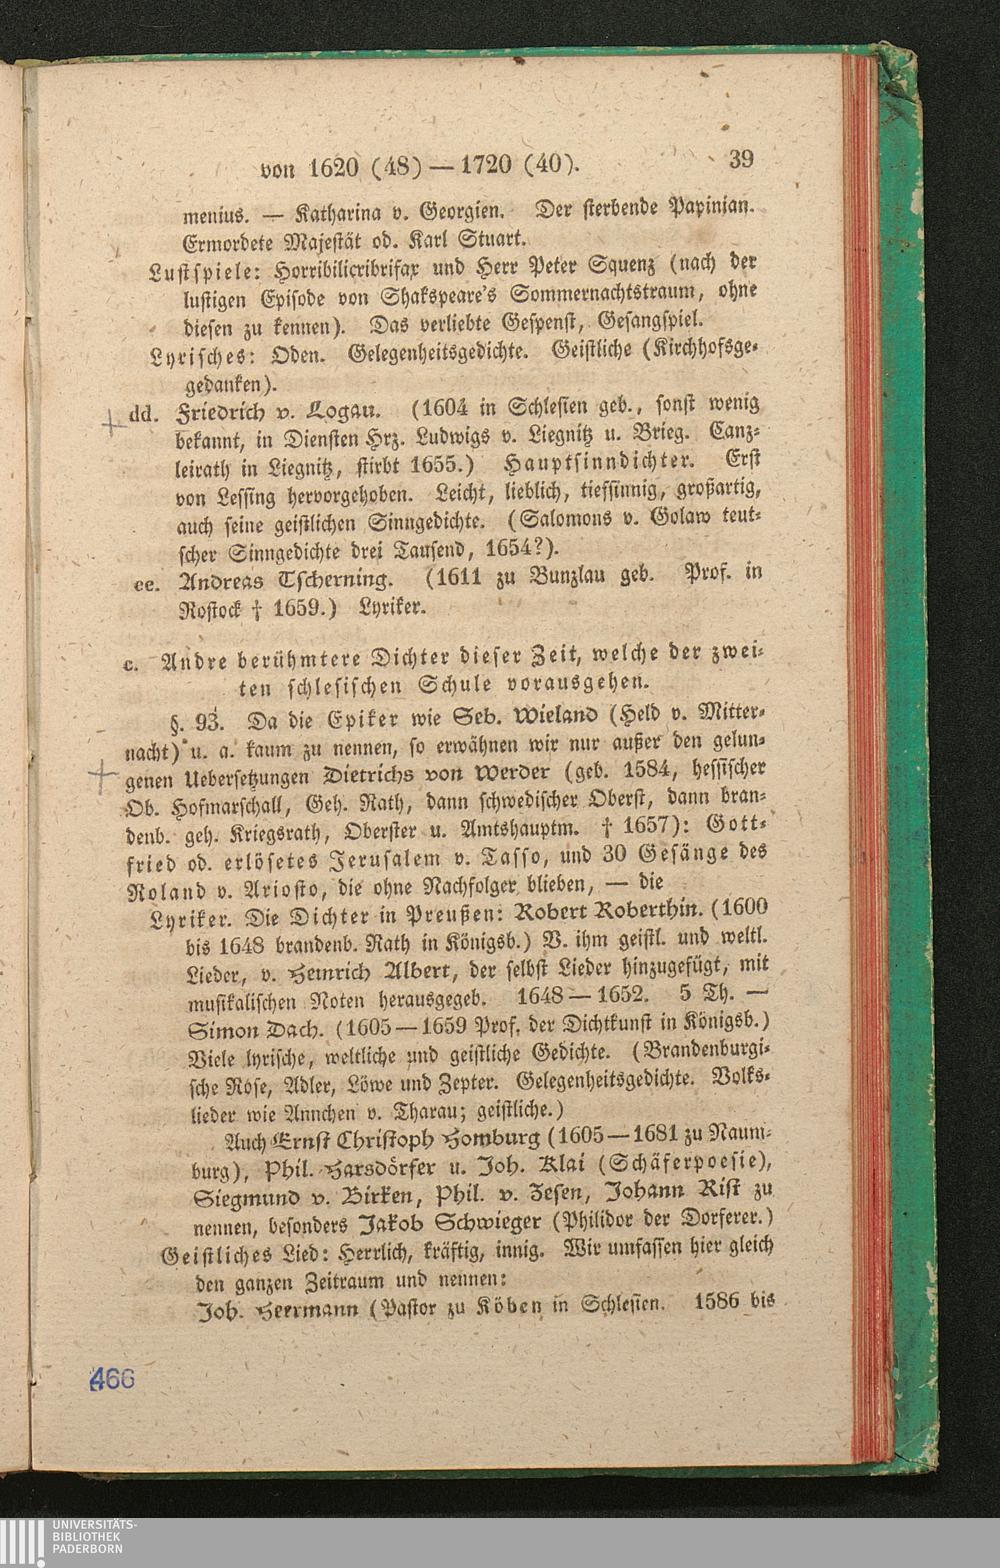 von 1620 (48) — 1720 (40). 39
menius. — Katharina v. Georgien. Der sterbende Papinian.
Ermordete Majestät od. Karl Stuart.
Lustspiele: Horribilicribrifax und Herr Peter Squenz (nach der
lustigen Episode von Shakspeare's Sommernachtstraum, ohne
diesen zu kennen). Das verliebte Gespenst, Gesangspiel.
Lyrisches: Oden. Gelegenheitsgedichte. Geistliche (Kirchhofsge-
gedanken).
dd. Friedrich v. Logau. (1604 in Schlesien geb., sonst wenig
bekannt, in Diensten Hrz. Ludwigs v. Liegnitz u. Brieg. Canz-
leirath in Liegnitz, stirbt 1655.) Hauptsinndichter. Erst
von Lessing hervorgehoben. Leicht, lieblich, tiefsinnig, großartig,
auch seine geistlichen Sinngedichte. (Salomons v. Golaw teut-
scher Sinngedichte drei Tausend, 1654?).
ee. Andreas Tscherning. (1611 zu Bunzlau geb. Prof. in
Rostock † 1659.) Lyriker.
c. Andre berühmtere Dichter dieser Zeit, welche der zwei-
ten schlesischen Schule vorausgehen.
§. 93. Da die Epiker wie Seb. Wieland (Held v. Mitter-
nacht) u. a. kaum zu nennen, so erwähnen wir nur außer den gelun-
genen Uebersetzungen Dietrichs von Werder (geb. 1584, hessischer
Ob. Hofmarschall, Geh. Rath, dann schwedischer Oberst, dann bran-
denb. geh. Kriegsrath, Oberster u. Amtshauptm. † 1657): Gott-
fried od. erlösetes Jerusalem v. Tasso, und 30 Gesänge des
Roland v. Ariosto, die ohne Nachfolger blieben, — die
Lyriker. Die Dichter in Preußen: Robert Roberthin. (1600
bis 1648 brandenb. Rath in Königsb.) V. ihm geistl. und weltl.
Lieder, v. Heinrich Albert, der selbst Lieder hinzugefügt, mit
musikalischen Noten herausgegeb. 1648 — 1652. 5 Th. —
Simon Dach. (1605 — 1659 Prof. der Dichtkunst in Königsb.)
Viele lyrische, weltliche und geistliche Gedichte. (Brandenburgi-
sche Rose, Adler, Löwe und Zepter. Gelegenheitsgedichte. Volks-
lieder wie Annchen v. Tharau; geistliche.)
Auch Ernst Christoph Homburg (1605 — 1681 zu Naum-
burg), Phil. Harsdörfer u. Joh. Klai (Schäferpoesie),
Siegmund v. Birken, Phil. v. Zesen, Johann Rist zu
nennen, besonders Jakob Schwieger (Philidor der Dorferer.)
Geistliches Lied: Herrlich, kräftig, innig. Wir umfassen hier gleich
den ganzen Zeitraum und nennen:
Joh. Heermann (Pastor zu Köben in Schlesien. 1586 bis
466
UNIVERSITÄTS-
BIBLIOTHEK
PADERBORN